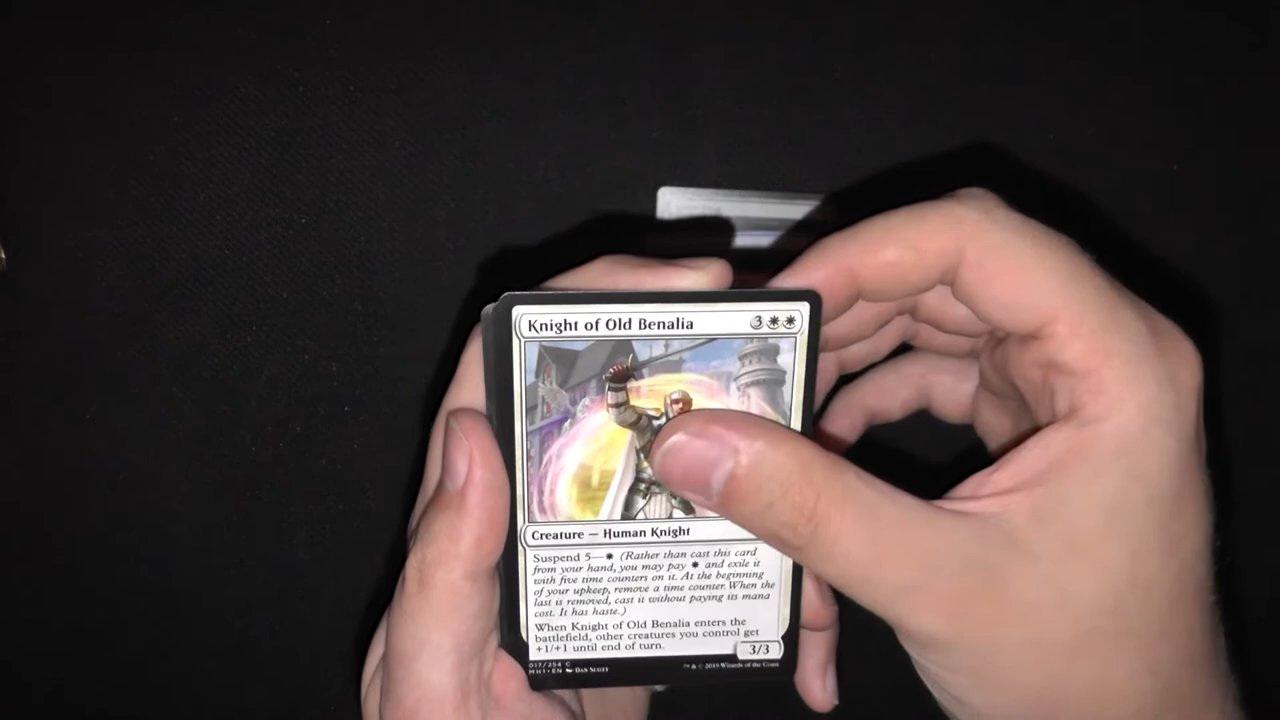 Knight of Old Benalia 3
Creature — Human Knight
Suspend 5— (Rather than cast this card
from your hand, you may pay and exile it
with five time counters on it. At the beginning
of your upkeep, remove a time counter. When the
last is removed, cast it without paying its mana
cost. It has haste.)
When Knight of Old Benalia enters the
battlefield, other creatures you control get
+1/+1 until end of turn.
3/3
017/254 C
MH1 • EN Dan Scott
™ & © 2019 Wizards of the Coast